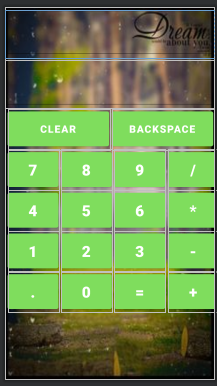 Dream
about you
CLEAR BACKSPACE
7 8 9 /
4 5 6 *
1 2 3 -
. 0 = +